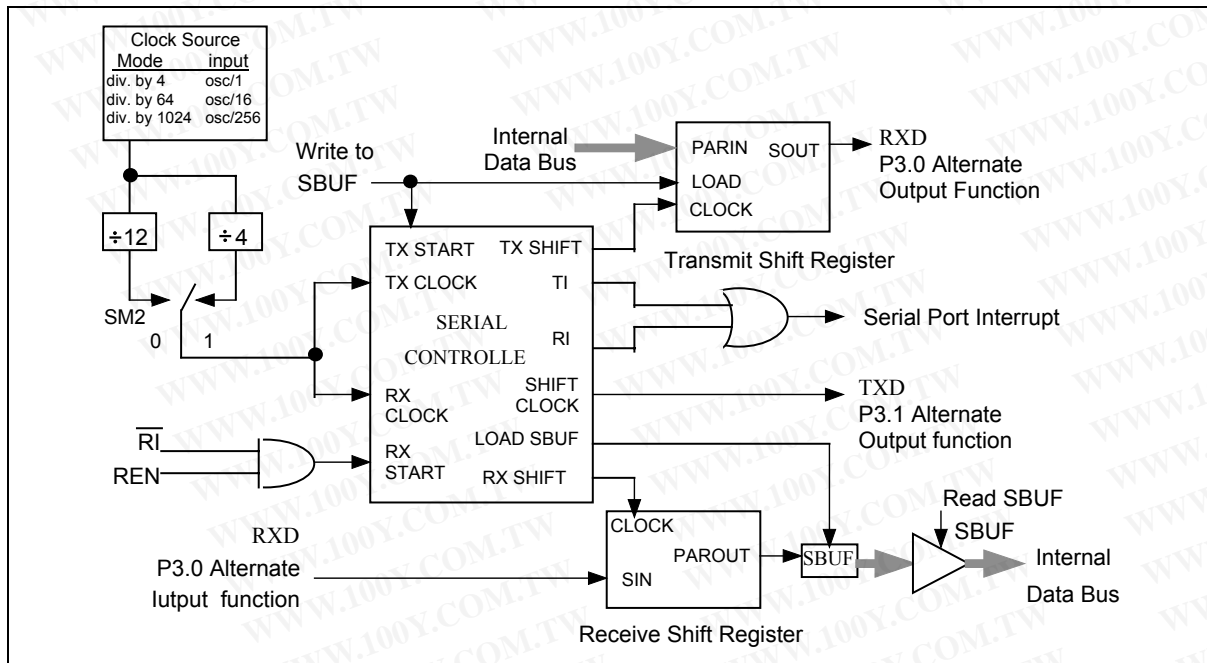 Clock Source
Mode input
div. by 4 osc/1
div. by 64 osc/16
div. by 1024 osc/256
÷12
÷4
SM2
0 1
Write to
SBUF
Internal
Data Bus
PARIN
SOUT
LOAD
CLOCK
RXD
P3.0 Alternate
Output Function
Transmit Shift Register
TX START
TX SHIFT
TX CLOCK
TI
SERIAL
CONTROLLE
RI
SHIFT
CLOCK
RX
CLOCK
LOAD SBUF
RX
START
RX SHIFT
Serial Port Interrupt
TXD
P3.1 Alternate
Output function
RI
REN
RXD
P3.0 Alternate
Iutput function
CLOCK
PAROUT
SIN
Receive Shift Register
SBUF
Read SBUF
SBUF
Internal
Data Bus
WWW.100Y.COM.TW